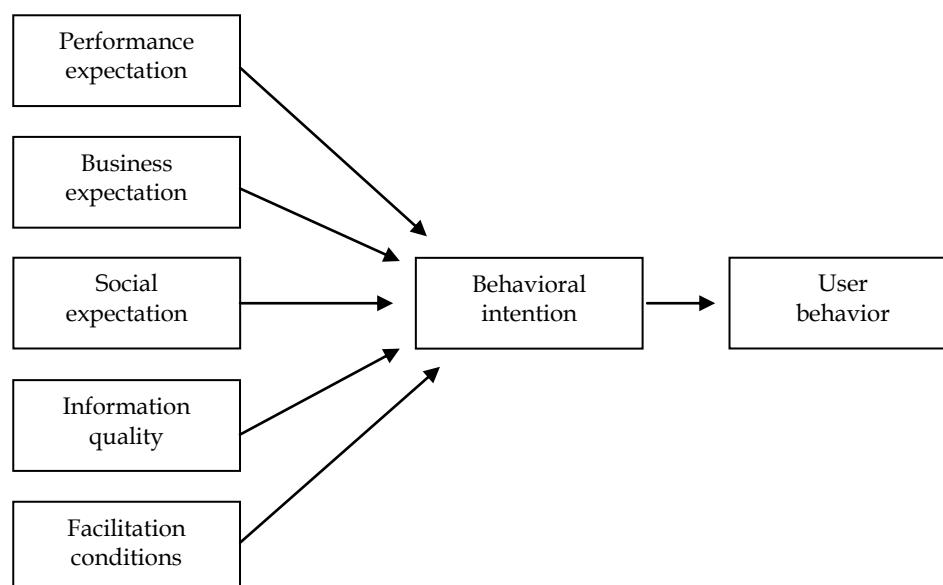 Performance
expectation
Business
expectation
Social
expectation
Information
quality
Facilitation
conditions
Behavioral
intention
User
behavior